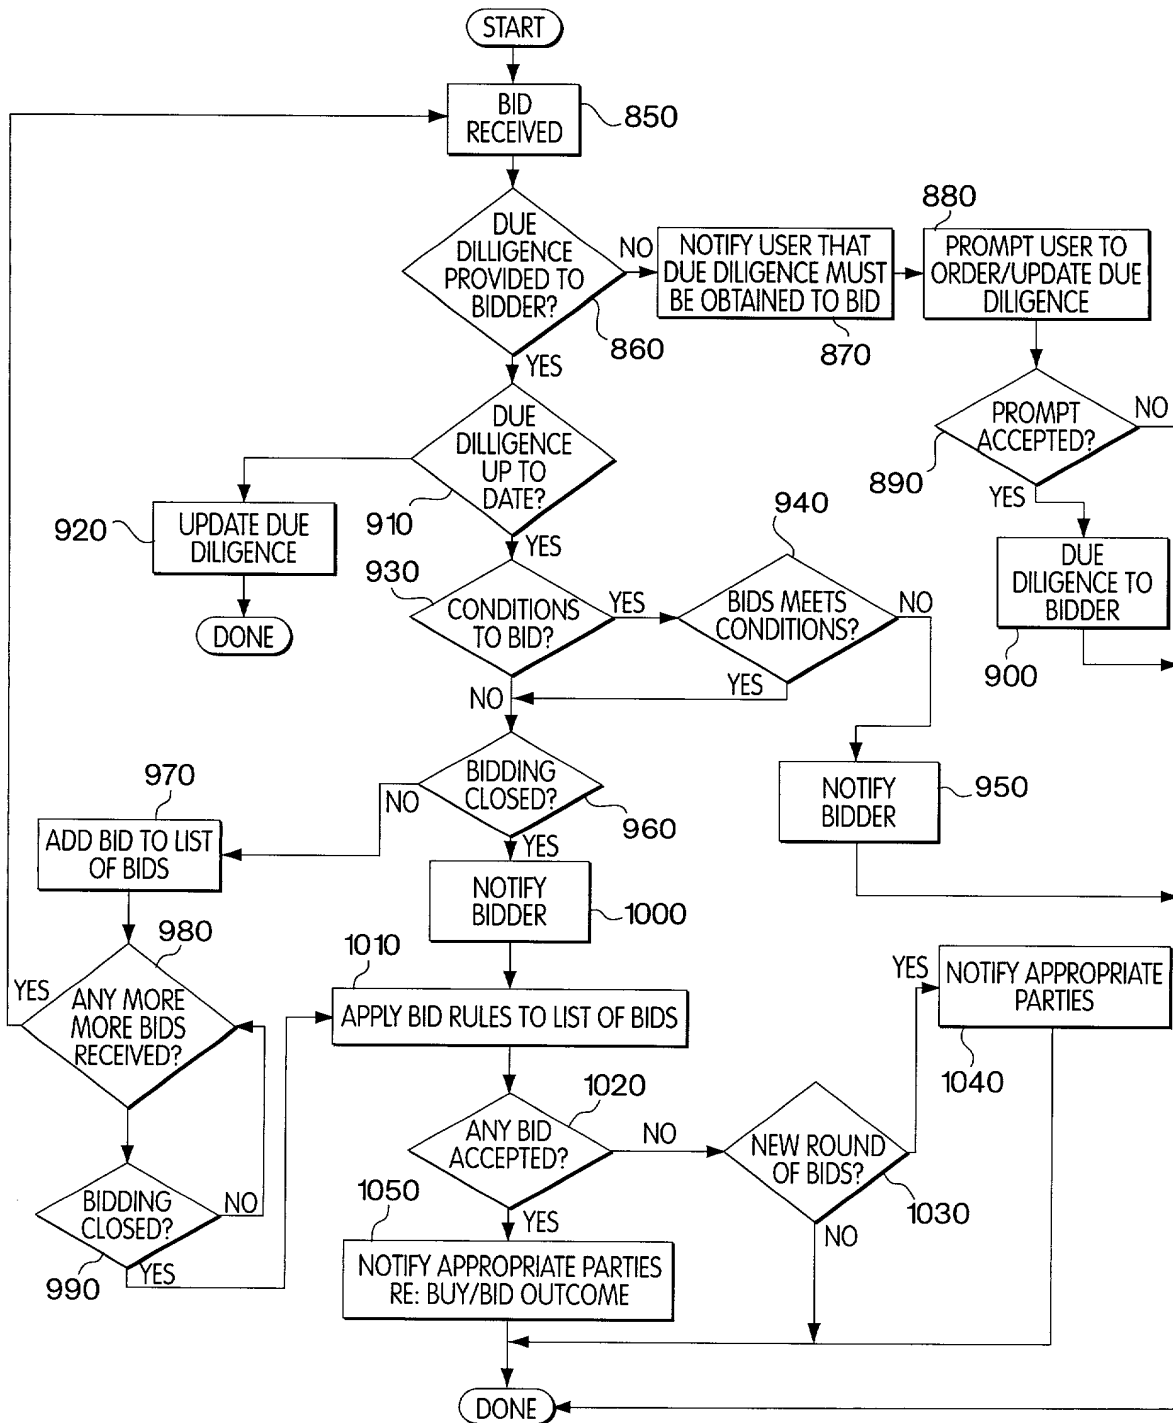 START
BID
RECEIVED
850
DUE
DILLIGENCE
PROVIDED TO
BIDDER?
860
NO
NOTIFY USER THAT
DUE DILIGENCE MUST
BE OBTAINED TO BID
870
880
PROMPT USER TO
ORDER/UPDATE DUE
DILIGENCE
YES
PROMPT
ACCEPTED?
NO
890
YES
DUE
DILIGENCE TO
BIDDER
900
DUE
DILLIGENCE
UP TO
DATE?
910
920
UPDATE DUE
DILIGENCE
DONE
YES
930
CONDITIONS
TO BID?
YES
940
BIDS MEETS
CONDITIONS?
NO
YES
NO
NOTIFY
BIDDER
950
BIDDING
CLOSED?
960
NO
970
ADD BID TO LIST
OF BIDS
YES
NOTIFY
BIDDER
1000
980
YES
ANY MORE
MORE BIDS
RECEIVED?
1010
APPLY BID RULES TO LIST OF BIDS
YES
NOTIFY APPROPRIATE
PARTIES
1040
BIDDING
CLOSED?
NO
990
YES
1020
ANY BID
ACCEPTED?
NO
NEW ROUND
OF BIDS?
1030
NO
1050
YES
NOTIFY APPROPRIATE PARTIES
RE: BUY/BID OUTCOME
DONE